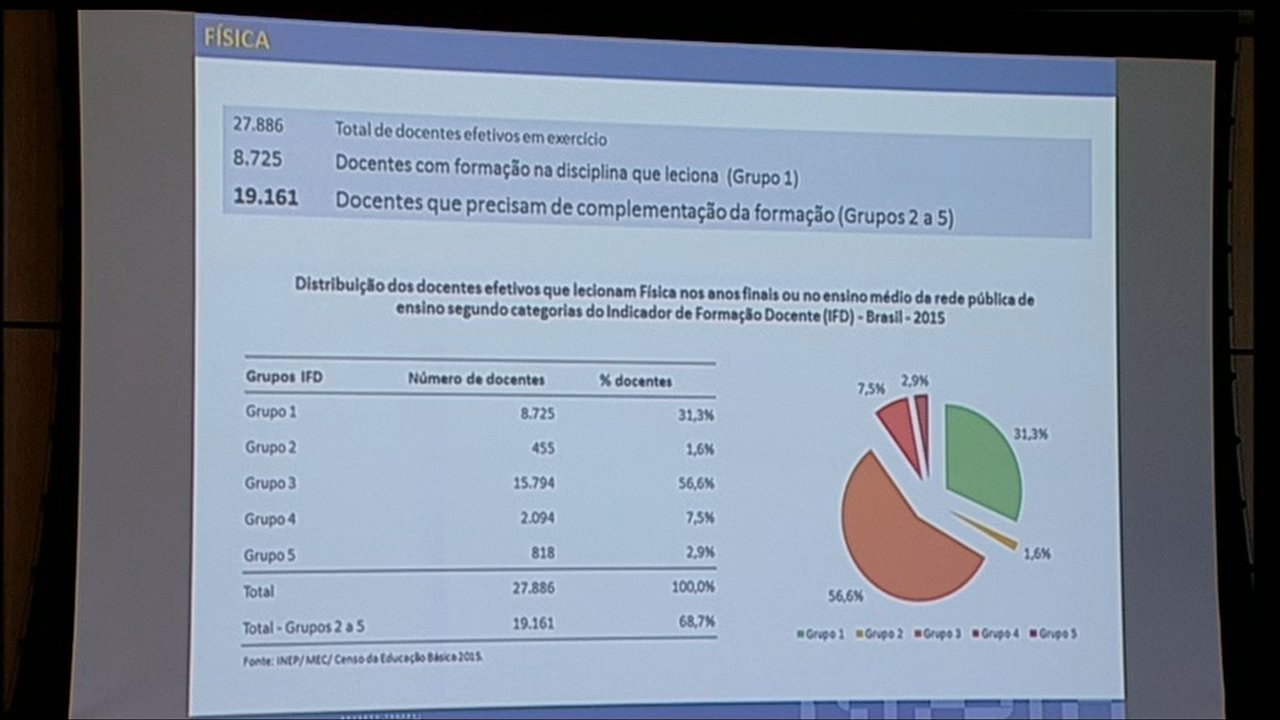 FÍSICA
27.886 Total de docentes efetivos em exercício
8.725 Docentes com formação na disciplina que leciona (Grupo 1)
19.161 Docentes que precisam de complementação da formação (Grupos 2 a 5)
Distribuição dos docentes efetivos que lecionam Física nos anos finais ou no ensino médio da rede pública de
ensino segundo categorias do Indicador de Formação Docente (IFD) - Brasil - 2015
Grupos IFD Número de docentes % docentes
Grupo 1 8.725 31,3%
Grupo 2 455 1,6%
Grupo 3 15.794 56,6%
Grupo 4 2.094 7,5%
Grupo 5 818 2,9%
Total 27.886 100,0%
Total - Grupos 2 a 5 19.161 68,7%
Fonte: INEP/ MEC/ Censo da Educação Básica 2015.
7,5% 2,9%
31,3%
1,6%
56,6%
Grupo 1 Grupo 2 Grupo 3 Grupo 4 Grupo 5